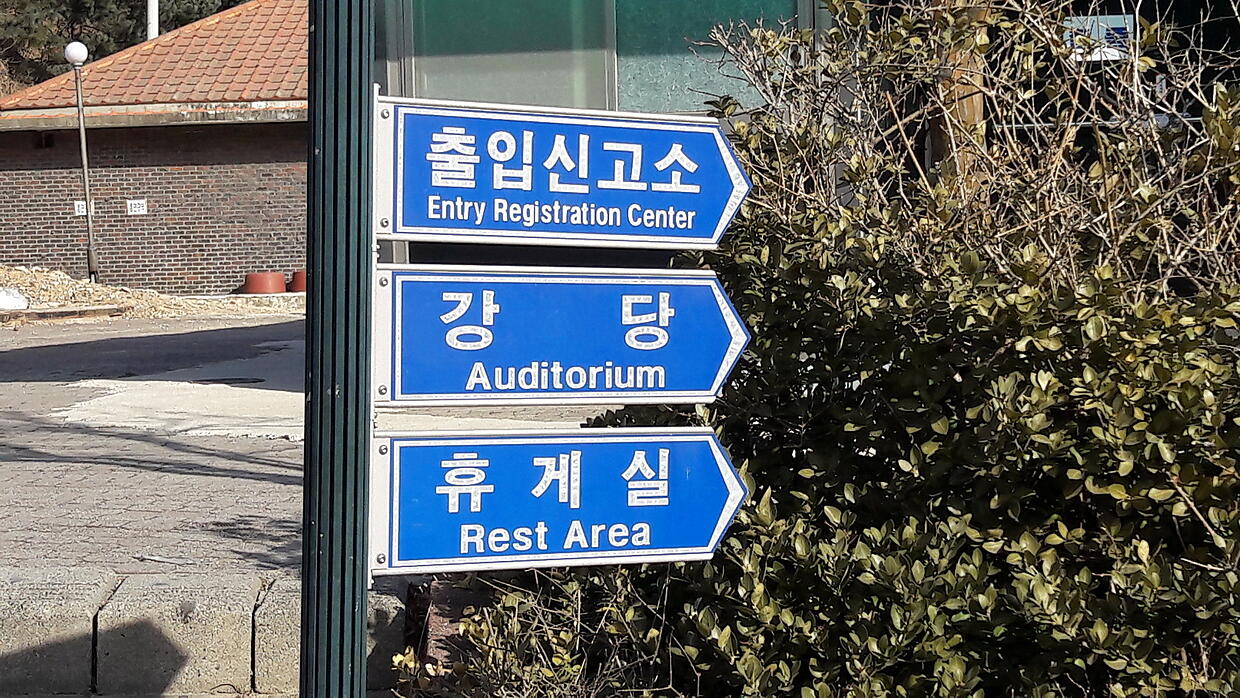 출입신고소
Entry Registration Center
강 당
Auditorium
휴 게 실
Rest Area